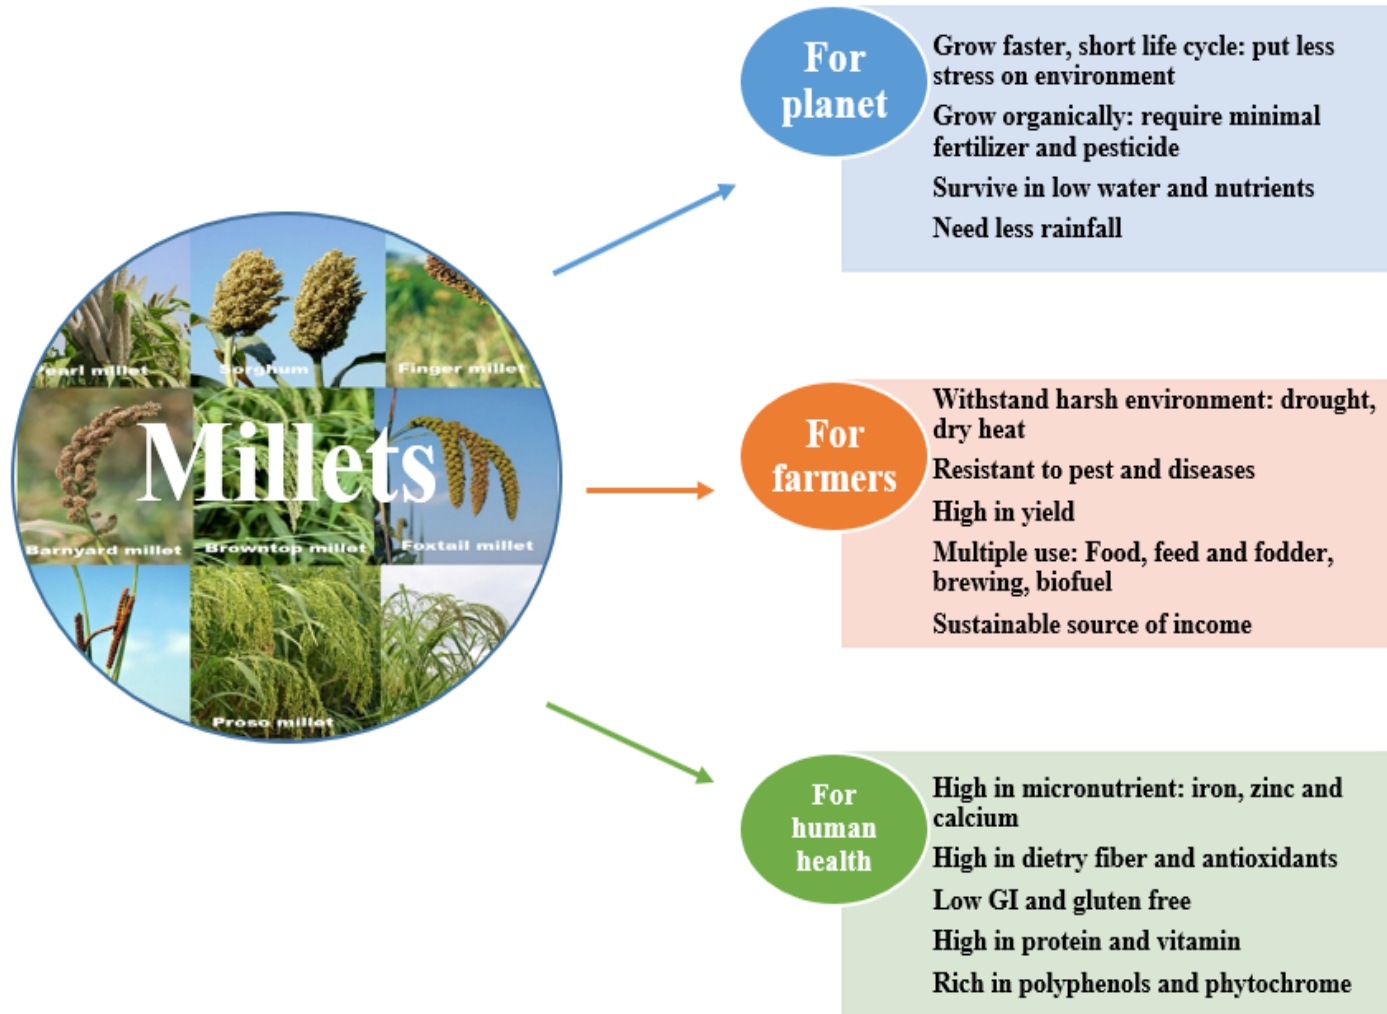 For
planet
Grow faster, short life cycle: put less
stress on environment
Grow organically: require minimal
fertilizer and pesticide
Survive in low water and nutrients
Need less rainfall
Pearl millet
Sorghum
Finger millet
Millets
Barnyard millet
Browntop millet
Foxtail millet
Proso millet
For
farmers
Withstand harsh environment: drought,
dry heat
Resistant to pest and diseases
High in yield
Multiple use: Food, feed and fodder,
brewing, biofuel
Sustainable source of income
For
human
health
High in micronutrient: iron, zinc and
calcium
High in dietry fiber and antioxidants
Low GI and gluten free
High in protein and vitamin
Rich in polyphenols and phytochrome